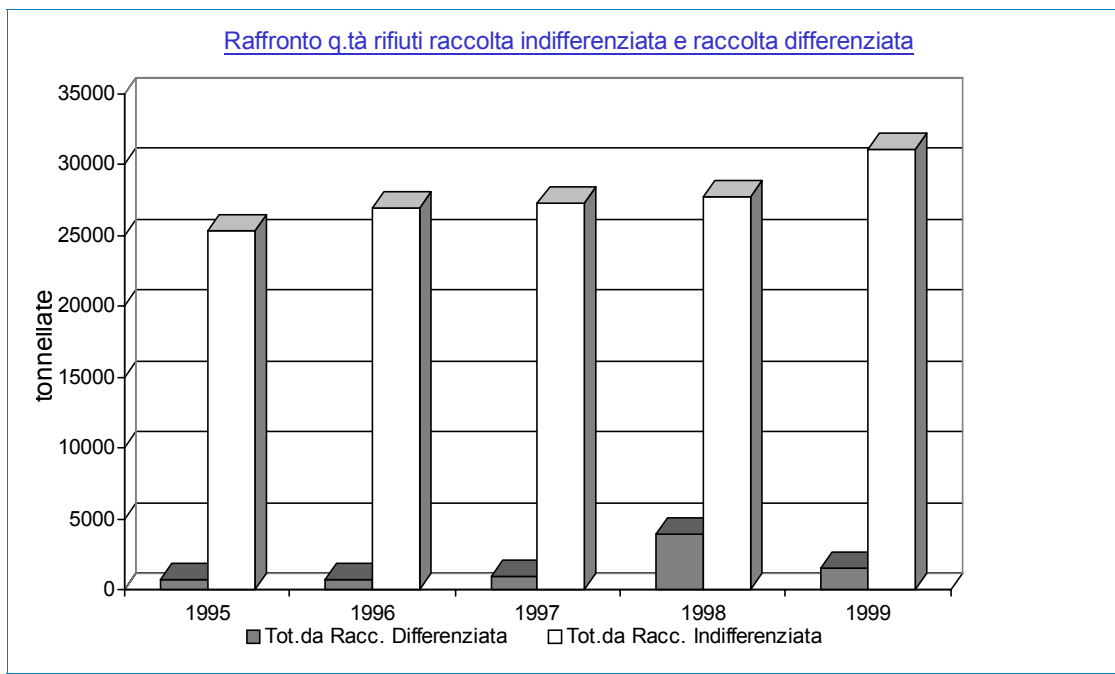 Raffronto q.tà rifiuti raccolta indifferenziata e raccolta differenziata
35000
30000
25000
20000
15000
10000
5000
0
tonnellate
1995 1996 1997 1998 1999
Tot.da Racc. Differenziata Tot.da Racc. Indifferenziata